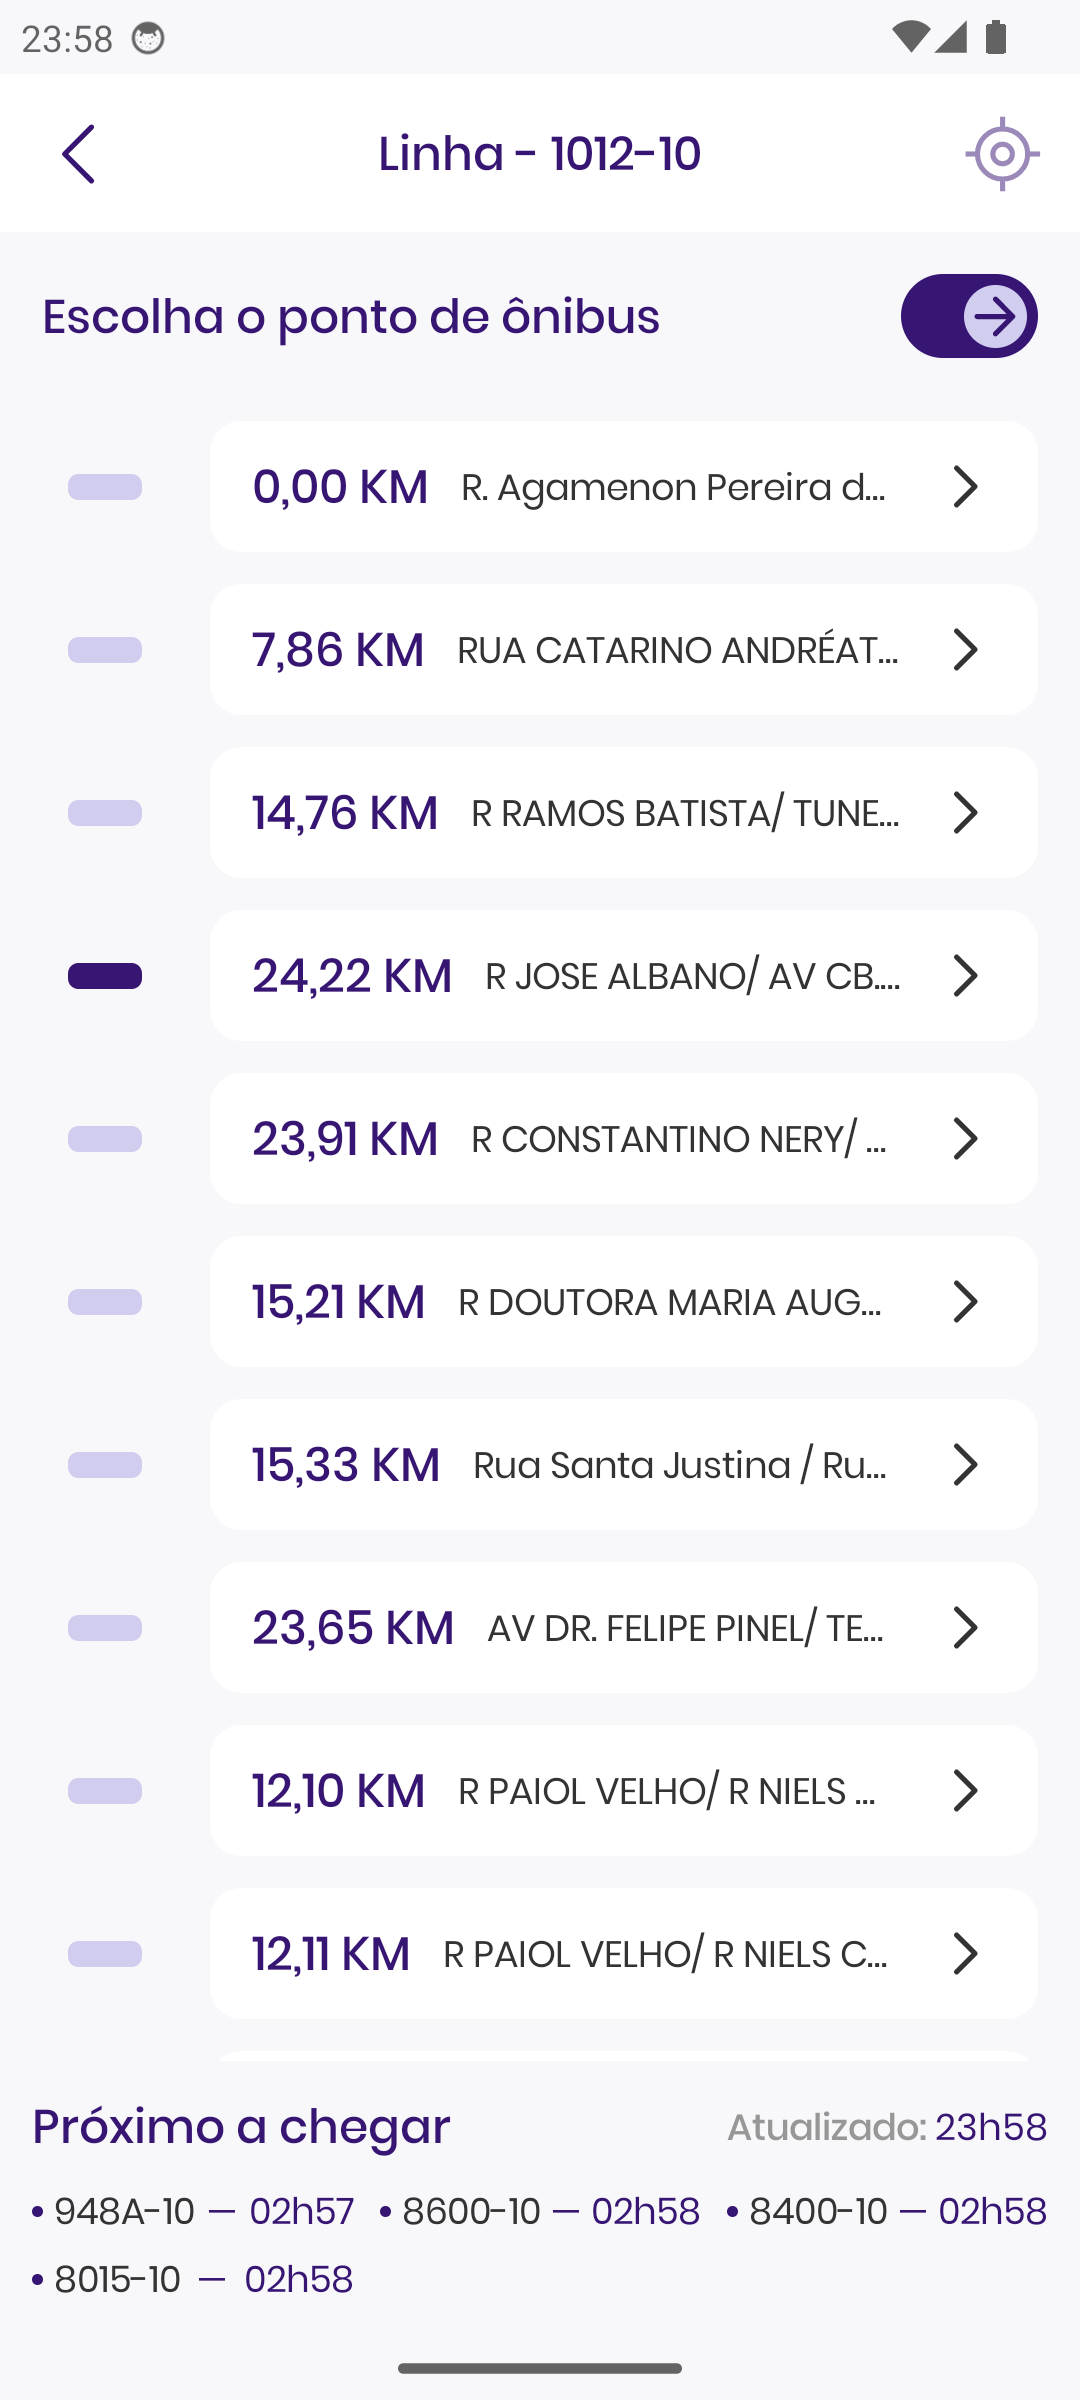 23:58
Linha - 1012-10
Escolha o ponto de ônibus
0,00 KM R. Agamenon Pereira d...
7,86 KM RUA CATARINO ANDRÉAT...
14,76 KM R RAMOS BATISTA/ TUNE...
24,22 KM R JOSE ALBANO/ AV CB....
23,91 KM R CONSTANTINO NERY/ ...
15,21 KM R DOUTORA MARIA AUG...
15,33 KM Rua Santa Justina / Ru...
23,65 KM AV DR. FELIPE PINEL/ TE...
12,10 KM R PAIOL VELHO/ R NIELS ...
12,11 KM R PAIOL VELHO/ R NIELS C...
Próximo a chegar Atualizado: 23h58
• 948A-10 — 02h57 • 8600-10 — 02h58 • 8400-10 — 02h58
• 8015-10 — 02h58